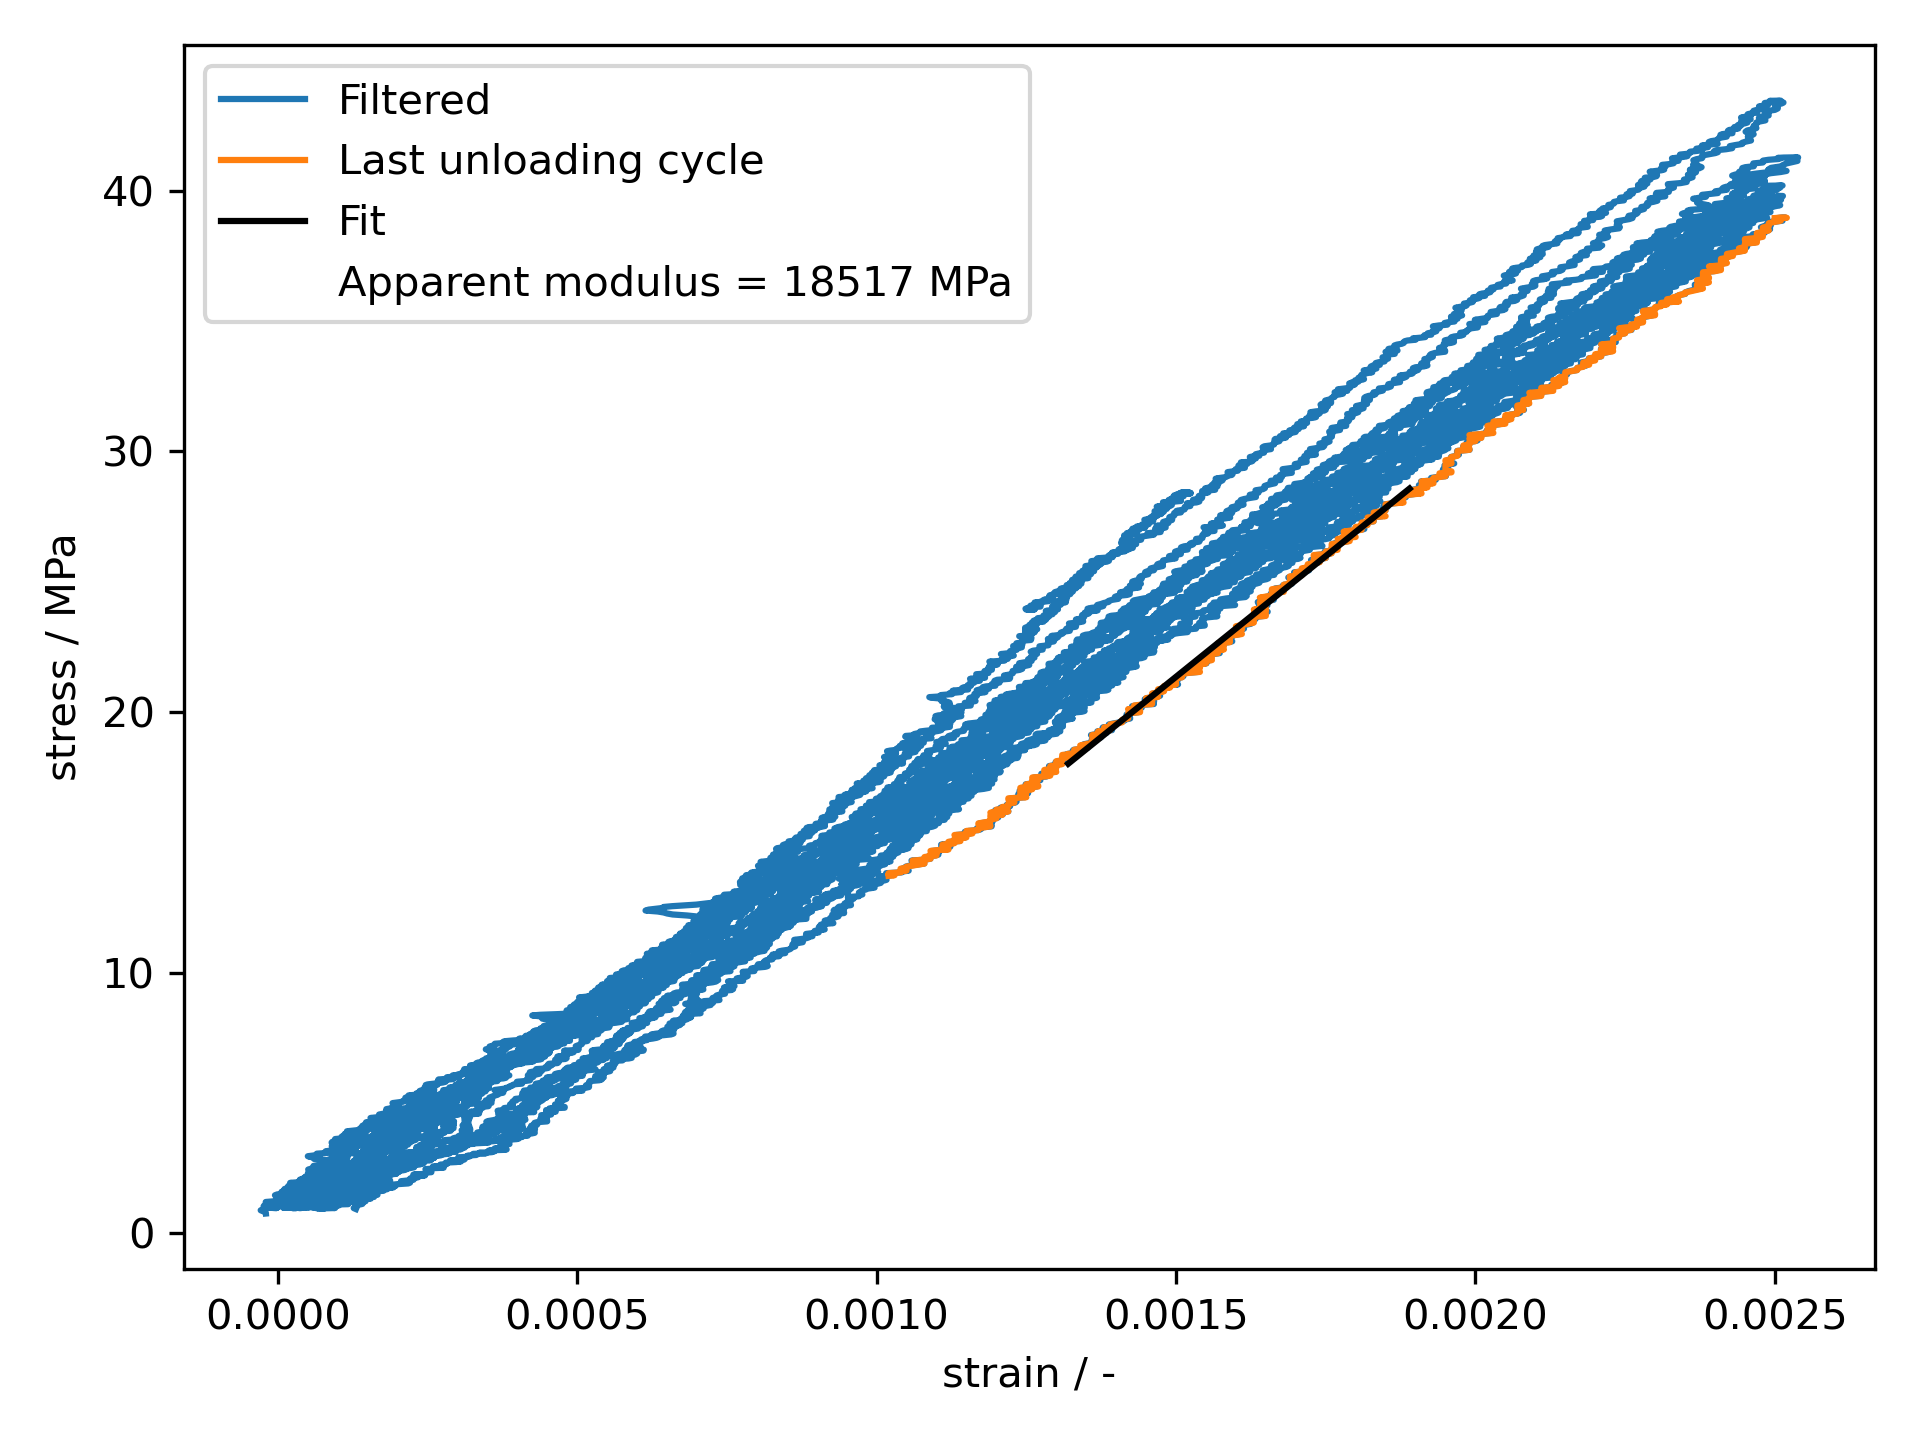 Filtered
Last unloading cycle
Fit
Apparent modulus = 18517 MPa
40
30
20
10
0
stress / MPa
0.0000 0.0005 0.0010 0.0015 0.0020 0.0025
strain / -